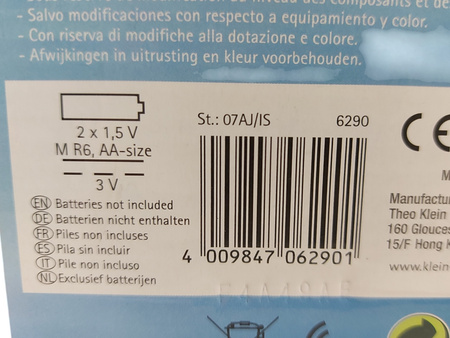 - Salvo modificaciones con respecto a equipamiento y color.
- Con riserva di modifiche alla dotazione e colore.
- Afwijkingen in uitrusting en kleur voorbehouden.
2 x 1,5 V
M R6, AA-size
3 V
St.: 07AJ/IS 6290
EN Batteries not included
DE Batterien nicht enthalten
FR Piles non incluses
ES Pila sin incluir
IT Pile non incluso
NL Exclusief batterijen
4 009847 062901
CE
Manufactur
Theo Klein
160 Glouces
15/F Hong K
www.klein